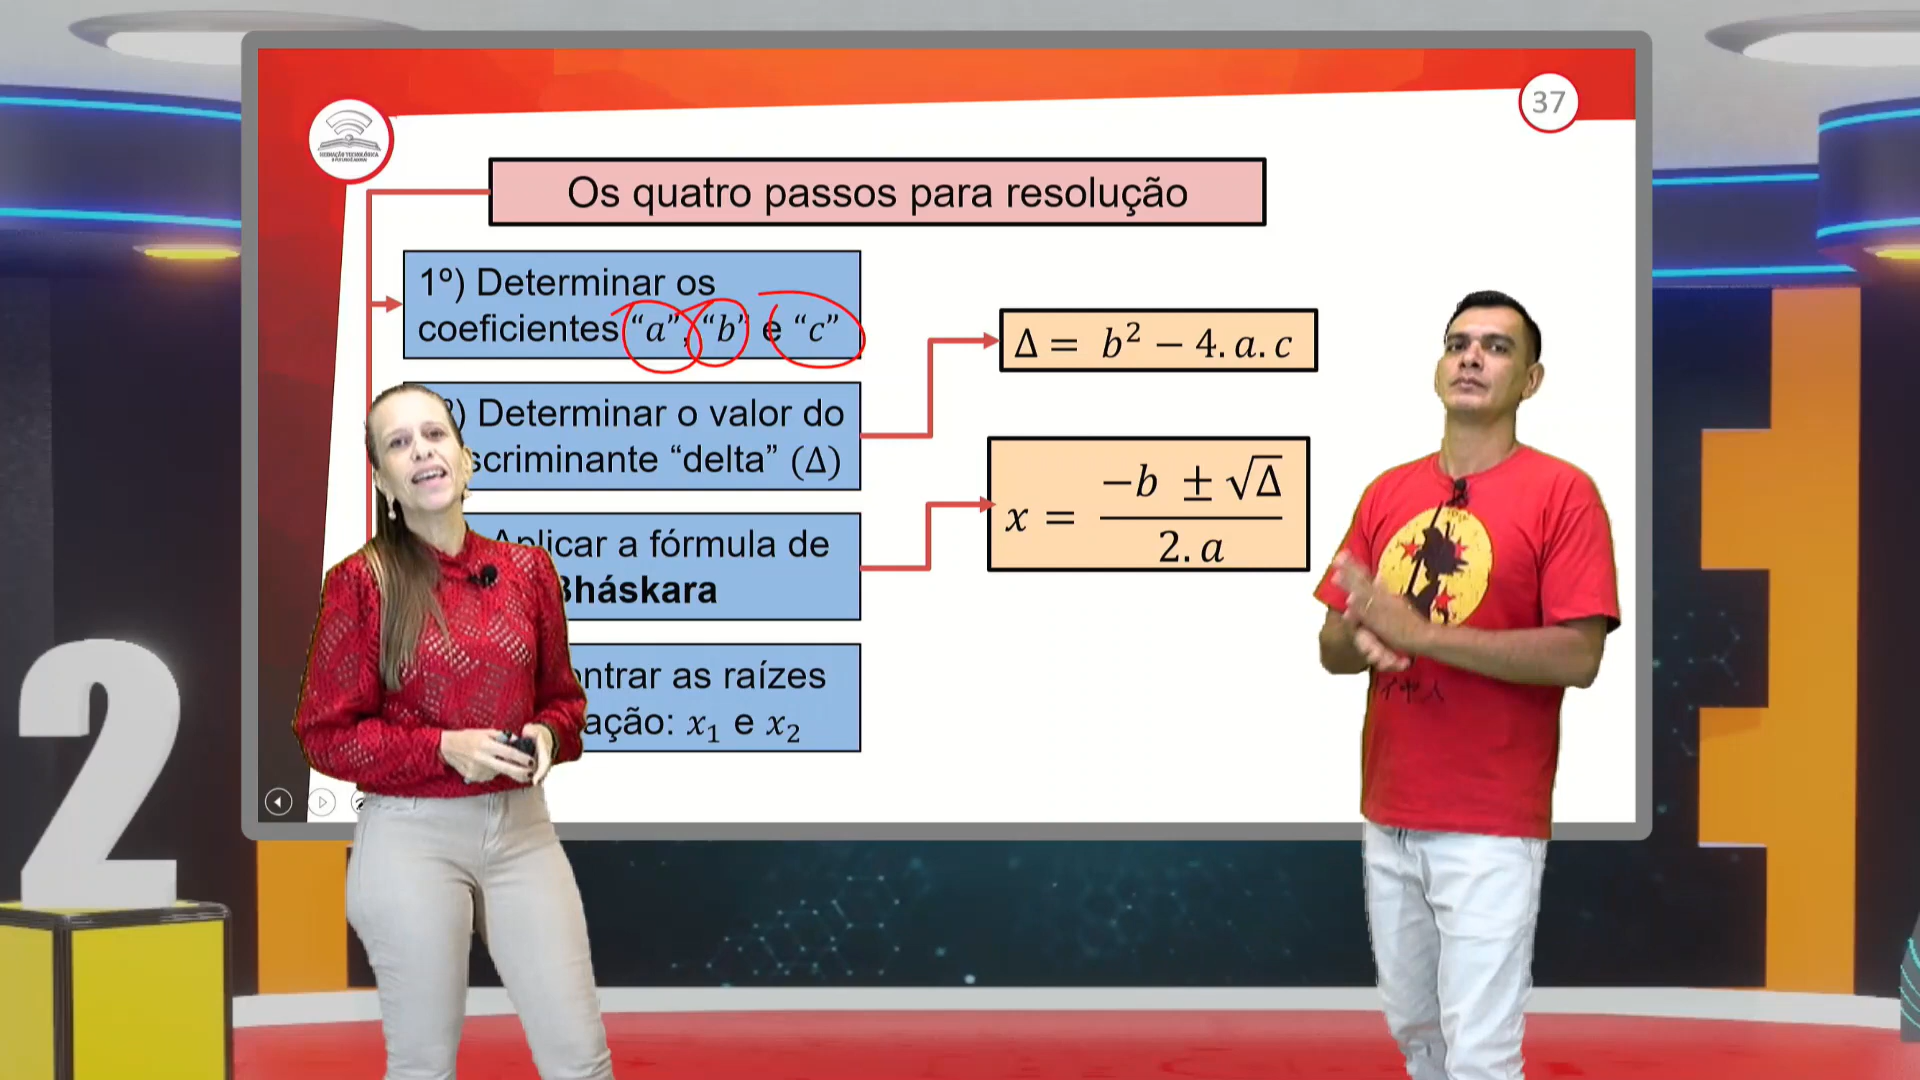 37
Os quatro passos para resolução
1º) Determinar os
coeficientes “a”, “b” e “c”
º) Determinar o valor do
scriminante “delta” (Δ)
Aplicar a fórmula de
Bháskara
ntrar as raízes
ação: x₁ e x₂
Δ = b² − 4. a. c
x = (−b ± √Δ) / 2. a
2